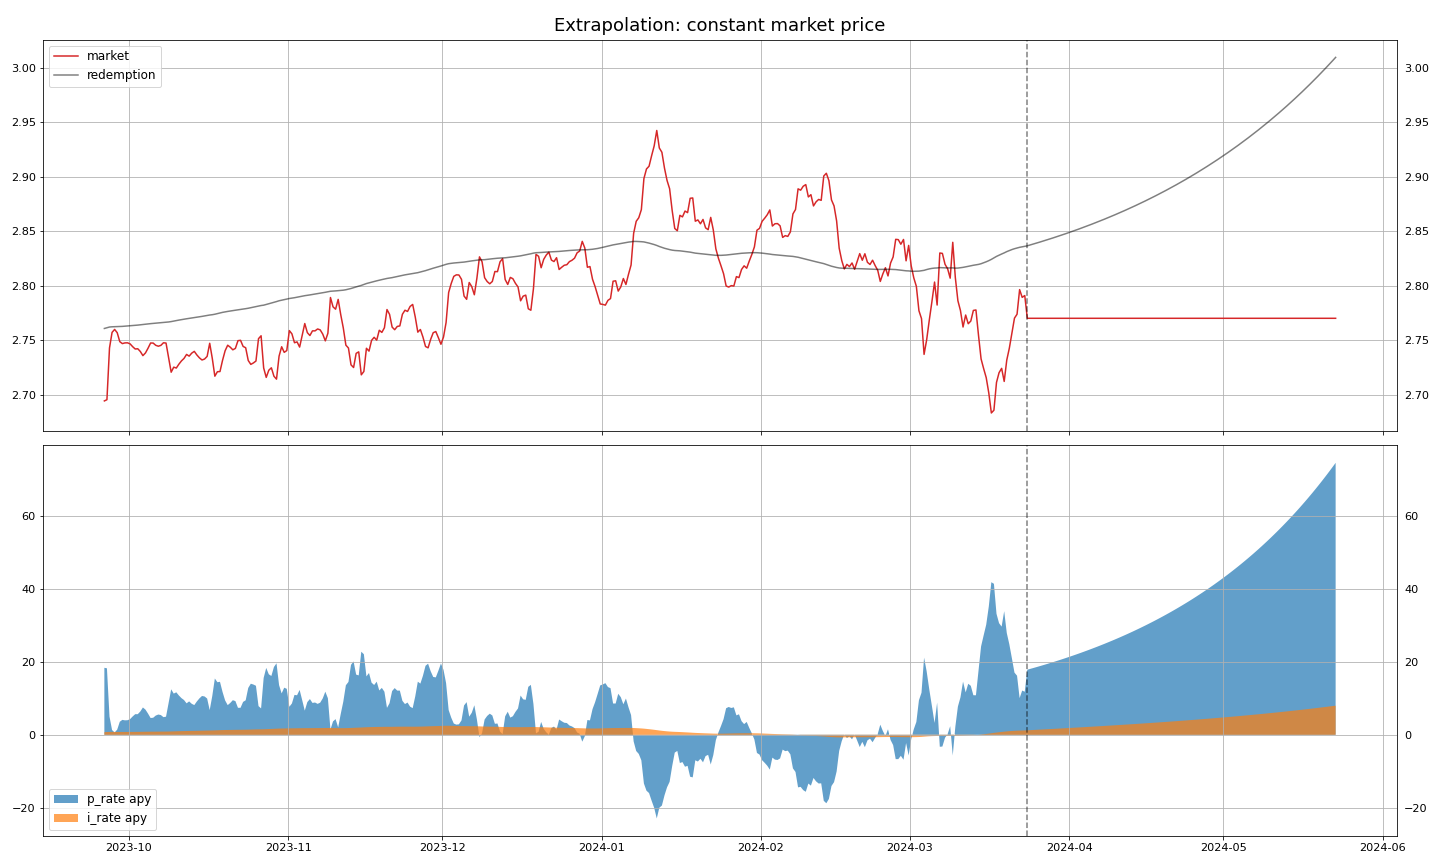 Extrapolation: constant market price
market
redemption
3.00 3.00
2.95 2.95
2.90 2.90
2.85 2.85
2.80 2.80
2.75 2.75
2.70 2.70
60 60
40 40
20 20
0 0
−20 −20
p_rate apy
i_rate apy
2023-10 2023-11 2023-12 2024-01 2024-02 2024-03 2024-04 2024-05 2024-06